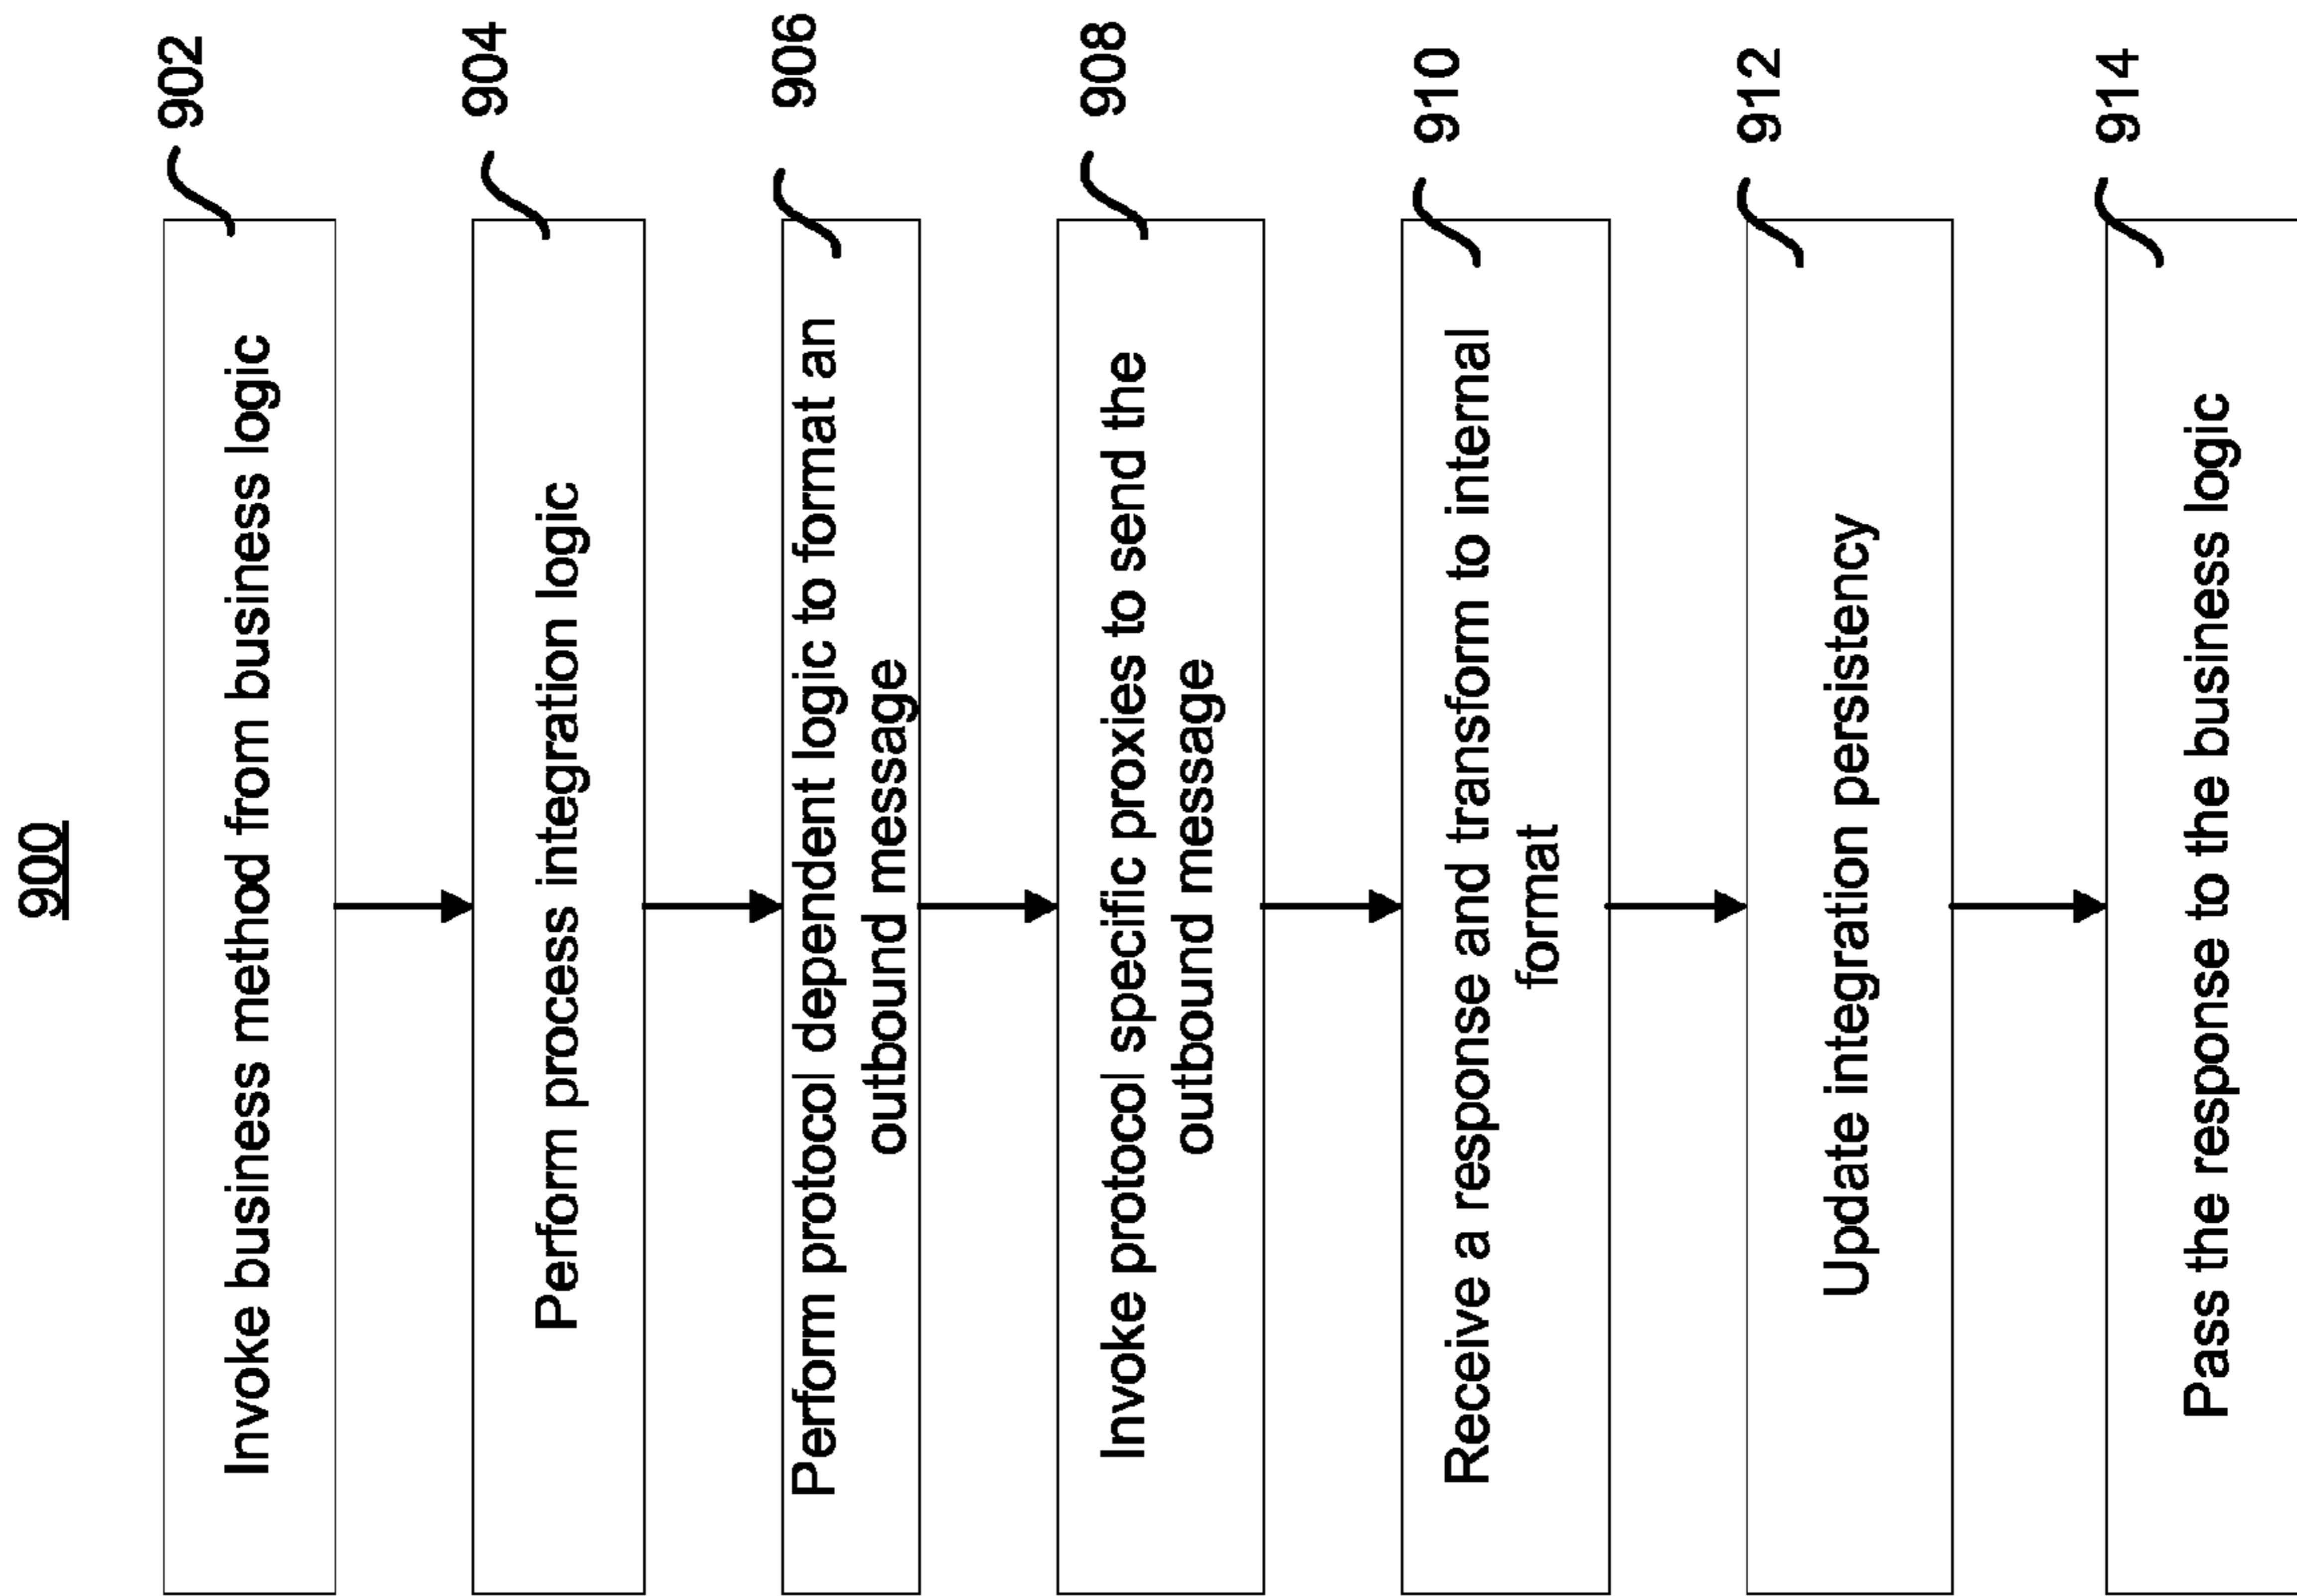 900
Invoke business method from business logic
902
Perform process integration logic
904
Perform protocol dependent logic to format an
outbound message
906
Invoke protocol specific proxies to send the
outbound message
908
Receive a response and transform to internal
format
910
Update integration persistency
912
Pass the response to the business logic
914